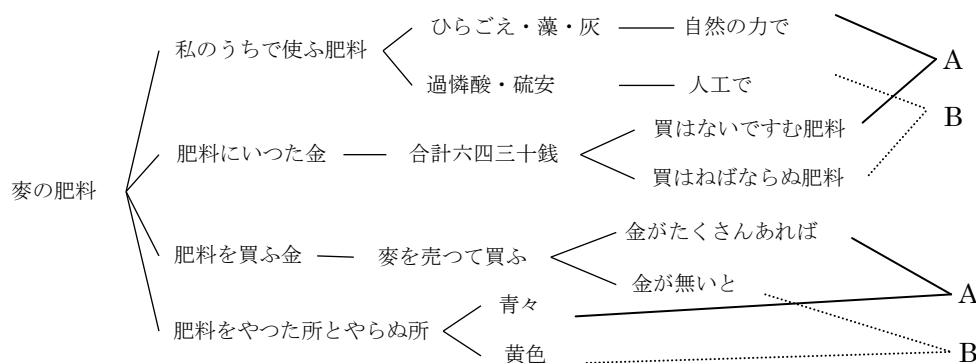 麥の肥料
私のうちで使ふ肥料
ひらごえ・藻・灰
自然の力で
過憐酸・硫安
人工で
A
B
肥料にいつた金
合計六四三十銭
買はないですむ肥料
買はねばならぬ肥料
肥料を買ふ金
麥を売つて買ふ
金がたくさんあれば
金が無いと
肥料をやつた所とやらぬ所
青々
黄色
A
B